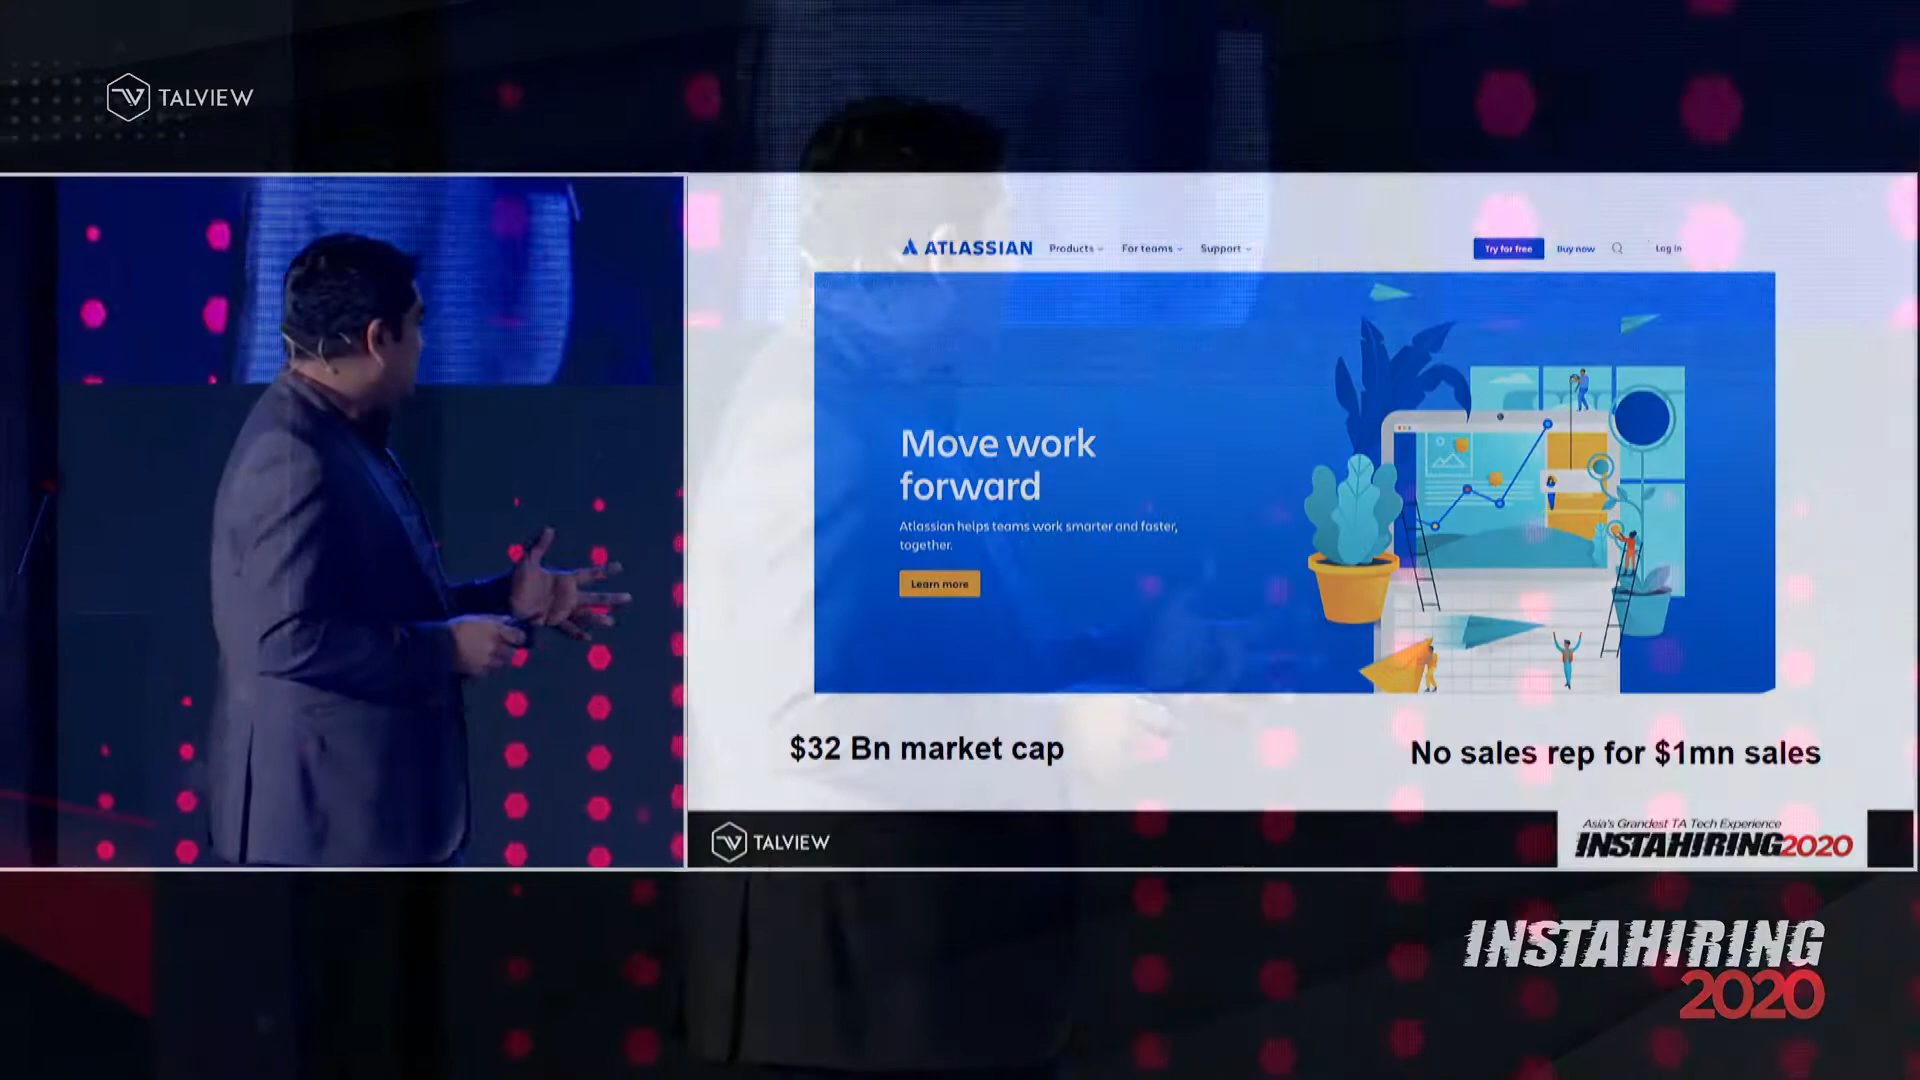 TALVIEW
ATLASSIAN Products For teams Support Try for free Buy now Log in
Move work
forward
Atlassian helps teams work smarter and faster,
together.
Learn more
$32 Bn market cap
No sales rep for $1mn sales
TALVIEW
Asia's Grandest TA Tech Experience
INSTAHIRING2020
INSTAHIRING
2020